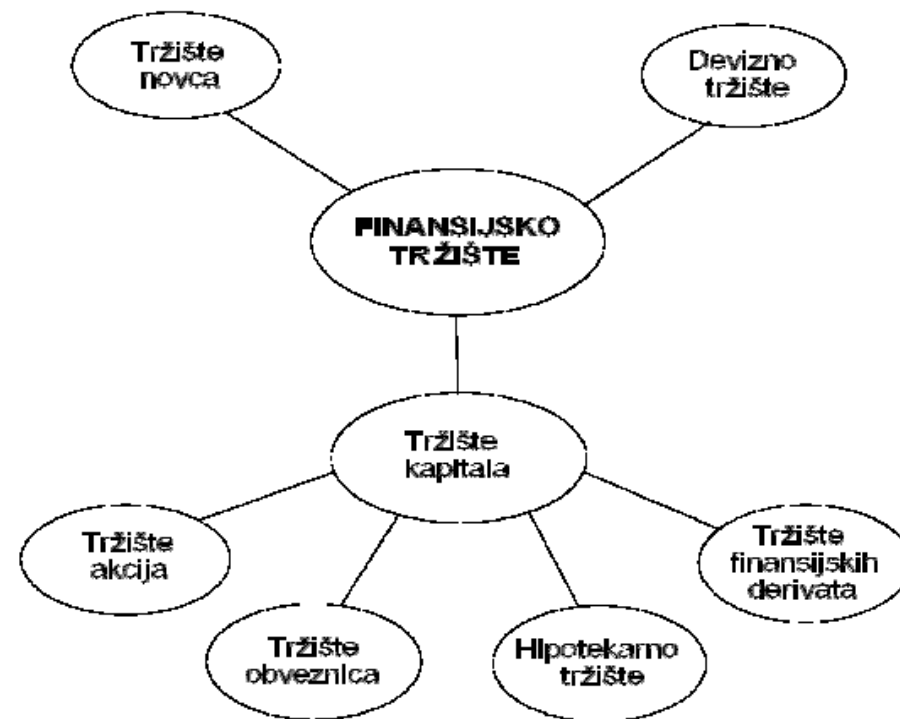 Tržište
novca
Devizno
tržište
FINANSIJSKO
TRŽIŠTE
Tržište
kapitala
Tržište
akcija
Tržište
finansijskih
derivata
Tržište
obveznica
Hipotekarno
tržište